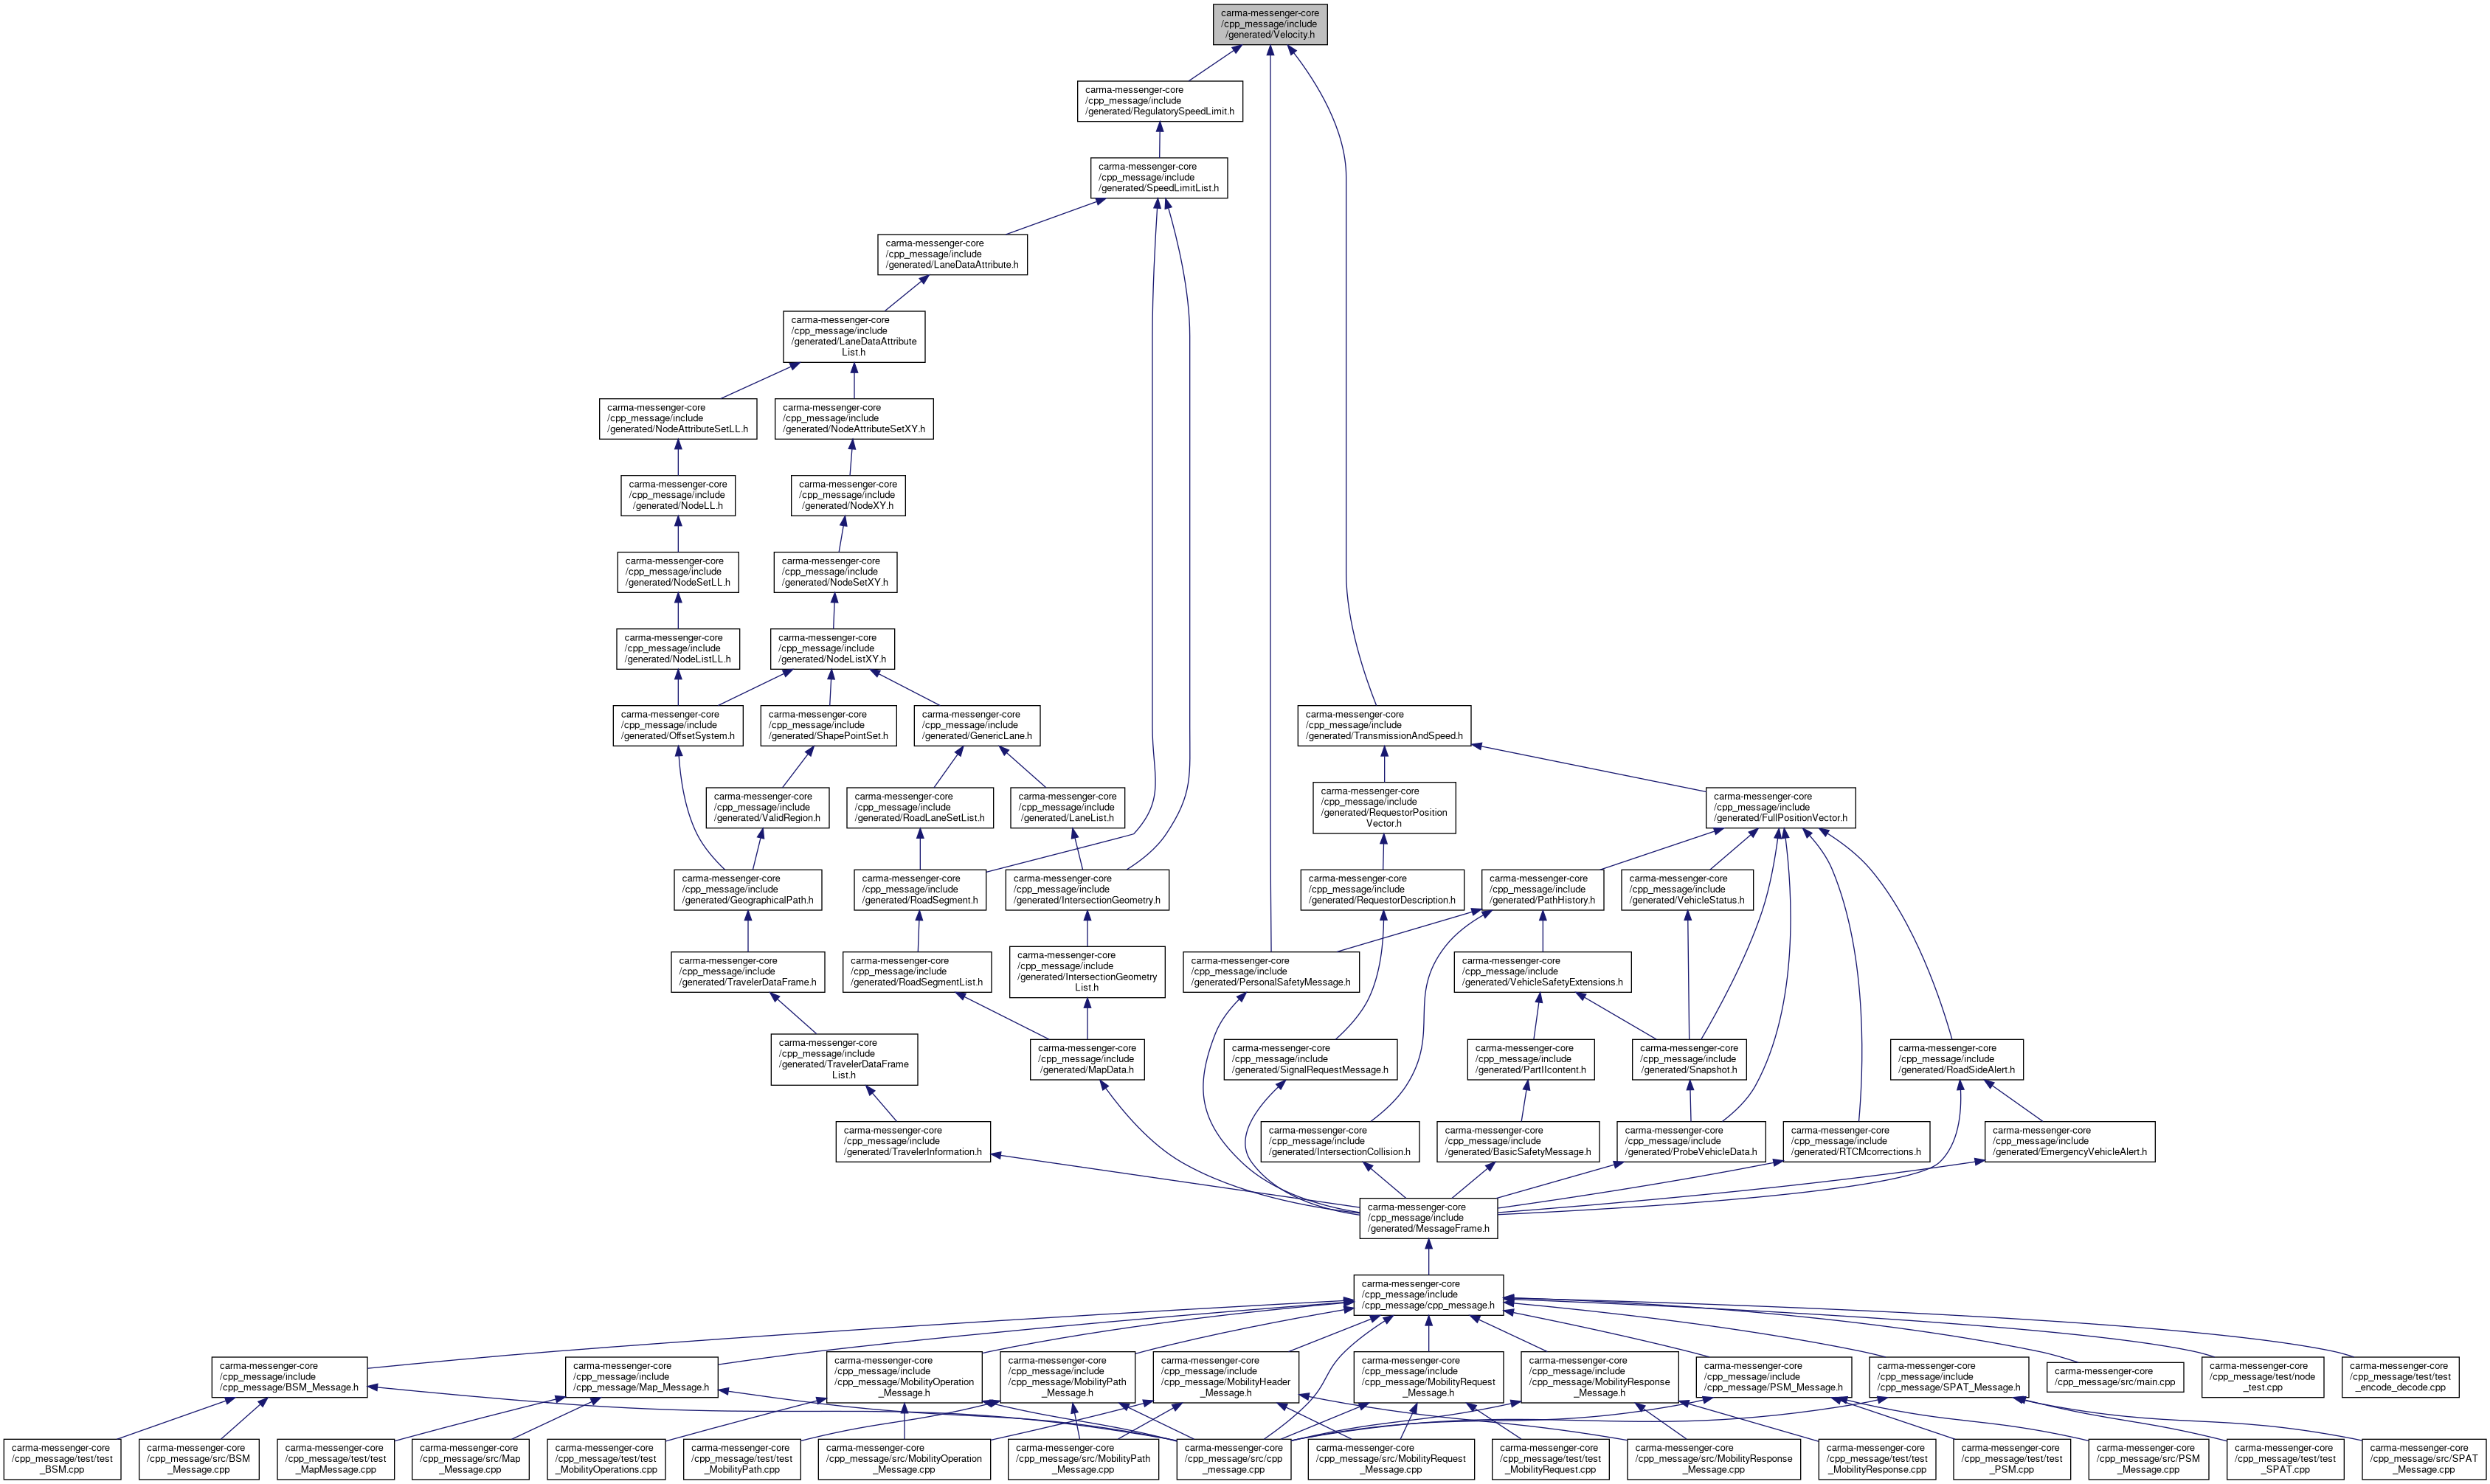 carma-messenger-core
/cpp_message/include
/generated/Velocity.h
carma-messenger-core
/cpp_message/include
/generated/RegulatorySpeedLimit.h
carma-messenger-core
/cpp_message/include
/generated/SpeedLimitList.h
carma-messenger-core
/cpp_message/include
/generated/LaneDataAttribute.h
carma-messenger-core
/cpp_message/include
/generated/LaneDataAttribute
List.h
carma-messenger-core
/cpp_message/include
/generated/NodeAttributeSetLL.h
carma-messenger-core
/cpp_message/include
/generated/NodeAttributeSetXY.h
carma-messenger-core
/cpp_message/include
/generated/NodeLL.h
carma-messenger-core
/cpp_message/include
/generated/NodeXY.h
carma-messenger-core
/cpp_message/include
/generated/NodeSetLL.h
carma-messenger-core
/cpp_message/include
/generated/NodeSetXY.h
carma-messenger-core
/cpp_message/include
/generated/NodeListLL.h
carma-messenger-core
/cpp_message/include
/generated/NodeListXY.h
carma-messenger-core
/cpp_message/include
/generated/OffsetSystem.h
carma-messenger-core
/cpp_message/include
/generated/ShapePointSet.h
carma-messenger-core
/cpp_message/include
/generated/GenericLane.h
carma-messenger-core
/cpp_message/include
/generated/TransmissionAndSpeed.h
carma-messenger-core
/cpp_message/include
/generated/ValidRegion.h
carma-messenger-core
/cpp_message/include
/generated/RoadLaneSetList.h
carma-messenger-core
/cpp_message/include
/generated/LaneList.h
carma-messenger-core
/cpp_message/include
/generated/RequestorPosition
Vector.h
carma-messenger-core
/cpp_message/include
/generated/FullPositionVector.h
carma-messenger-core
/cpp_message/include
/generated/GeographicalPath.h
carma-messenger-core
/cpp_message/include
/generated/RoadSegment.h
carma-messenger-core
/cpp_message/include
/generated/IntersectionGeometry.h
carma-messenger-core
/cpp_message/include
/generated/RequestorDescription.h
carma-messenger-core
/cpp_message/include
/generated/PathHistory.h
carma-messenger-core
/cpp_message/include
/generated/VehicleStatus.h
carma-messenger-core
/cpp_message/include
/generated/TravelerDataFrame.h
carma-messenger-core
/cpp_message/include
/generated/RoadSegmentList.h
carma-messenger-core
/cpp_message/include
/generated/IntersectionGeometry
List.h
carma-messenger-core
/cpp_message/include
/generated/PersonalSafetyMessage.h
carma-messenger-core
/cpp_message/include
/generated/VehicleSafetyExtensions.h
carma-messenger-core
/cpp_message/include
/generated/TravelerDataFrame
List.h
carma-messenger-core
/cpp_message/include
/generated/MapData.h
carma-messenger-core
/cpp_message/include
/generated/SignalRequestMessage.h
carma-messenger-core
/cpp_message/include
/generated/PartIIcontent.h
carma-messenger-core
/cpp_message/include
/generated/Snapshot.h
carma-messenger-core
/cpp_message/include
/generated/RoadSideAlert.h
carma-messenger-core
/cpp_message/include
/generated/TravelerInformation.h
carma-messenger-core
/cpp_message/include
/generated/IntersectionCollision.h
carma-messenger-core
/cpp_message/include
/generated/BasicSafetyMessage.h
carma-messenger-core
/cpp_message/include
/generated/ProbeVehicleData.h
carma-messenger-core
/cpp_message/include
/generated/RTCMcorrections.h
carma-messenger-core
/cpp_message/include
/generated/EmergencyVehicleAlert.h
carma-messenger-core
/cpp_message/include
/generated/MessageFrame.h
carma-messenger-core
/cpp_message/include
/cpp_message/cpp_message.h
carma-messenger-core
/cpp_message/include
/cpp_message/BSM_Message.h
carma-messenger-core
/cpp_message/include
/cpp_message/Map_Message.h
carma-messenger-core
/cpp_message/include
/cpp_message/MobilityOperation
_Message.h
carma-messenger-core
/cpp_message/include
/cpp_message/MobilityPath
_Message.h
carma-messenger-core
/cpp_message/include
/cpp_message/MobilityHeader
_Message.h
carma-messenger-core
/cpp_message/include
/cpp_message/MobilityRequest
_Message.h
carma-messenger-core
/cpp_message/include
/cpp_message/MobilityResponse
_Message.h
carma-messenger-core
/cpp_message/include
/cpp_message/PSM_Message.h
carma-messenger-core
/cpp_message/include
/cpp_message/SPAT_Message.h
carma-messenger-core
/cpp_message/src/main.cpp
carma-messenger-core
/cpp_message/test/node
_test.cpp
carma-messenger-core
/cpp_message/test/test
_encode_decode.cpp
carma-messenger-core
/cpp_message/test/test
_BSM.cpp
carma-messenger-core
/cpp_message/src/BSM
_Message.cpp
carma-messenger-core
/cpp_message/test/test
_MapMessage.cpp
carma-messenger-core
/cpp_message/src/Map
_Message.cpp
carma-messenger-core
/cpp_message/test/test
_MobilityOperations.cpp
carma-messenger-core
/cpp_message/test/test
_MobilityPath.cpp
carma-messenger-core
/cpp_message/src/MobilityOperation
_Message.cpp
carma-messenger-core
/cpp_message/src/MobilityPath
_Message.cpp
carma-messenger-core
/cpp_message/src/cpp
_message.cpp
carma-messenger-core
/cpp_message/src/MobilityRequest
_Message.cpp
carma-messenger-core
/cpp_message/test/test
_MobilityRequest.cpp
carma-messenger-core
/cpp_message/src/MobilityResponse
_Message.cpp
carma-messenger-core
/cpp_message/test/test
_MobilityResponse.cpp
carma-messenger-core
/cpp_message/test/test
_PSM.cpp
carma-messenger-core
/cpp_message/src/PSM
_Message.cpp
carma-messenger-core
/cpp_message/test/test
_SPAT.cpp
carma-messenger-core
/cpp_message/src/SPAT
_Message.cpp